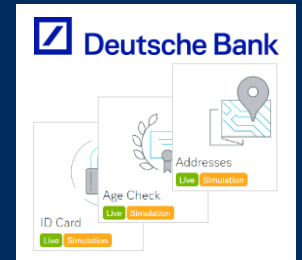 Deutsche Bank
Addresses
Live Simulation
Age Check
Live Simulation
ID Card
Live Simulation